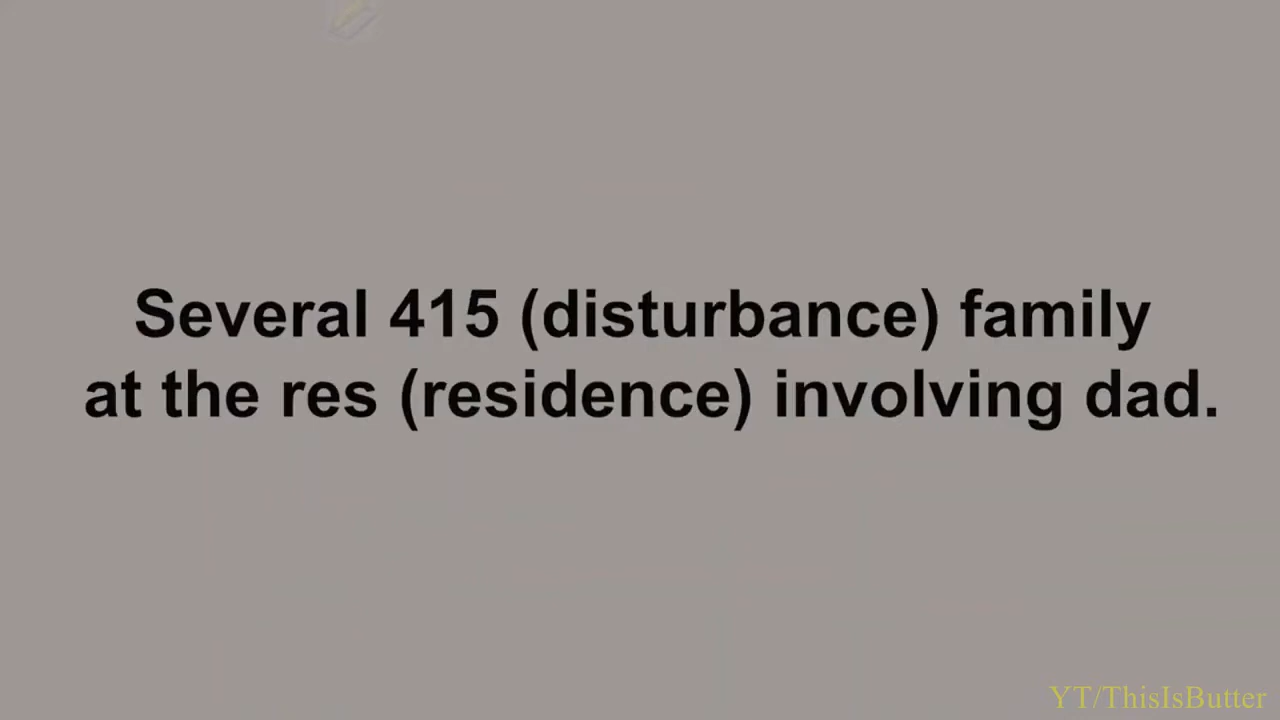 Several 415 (disturbance) family
at the res (residence) involving dad.
YT/ThisIsButter